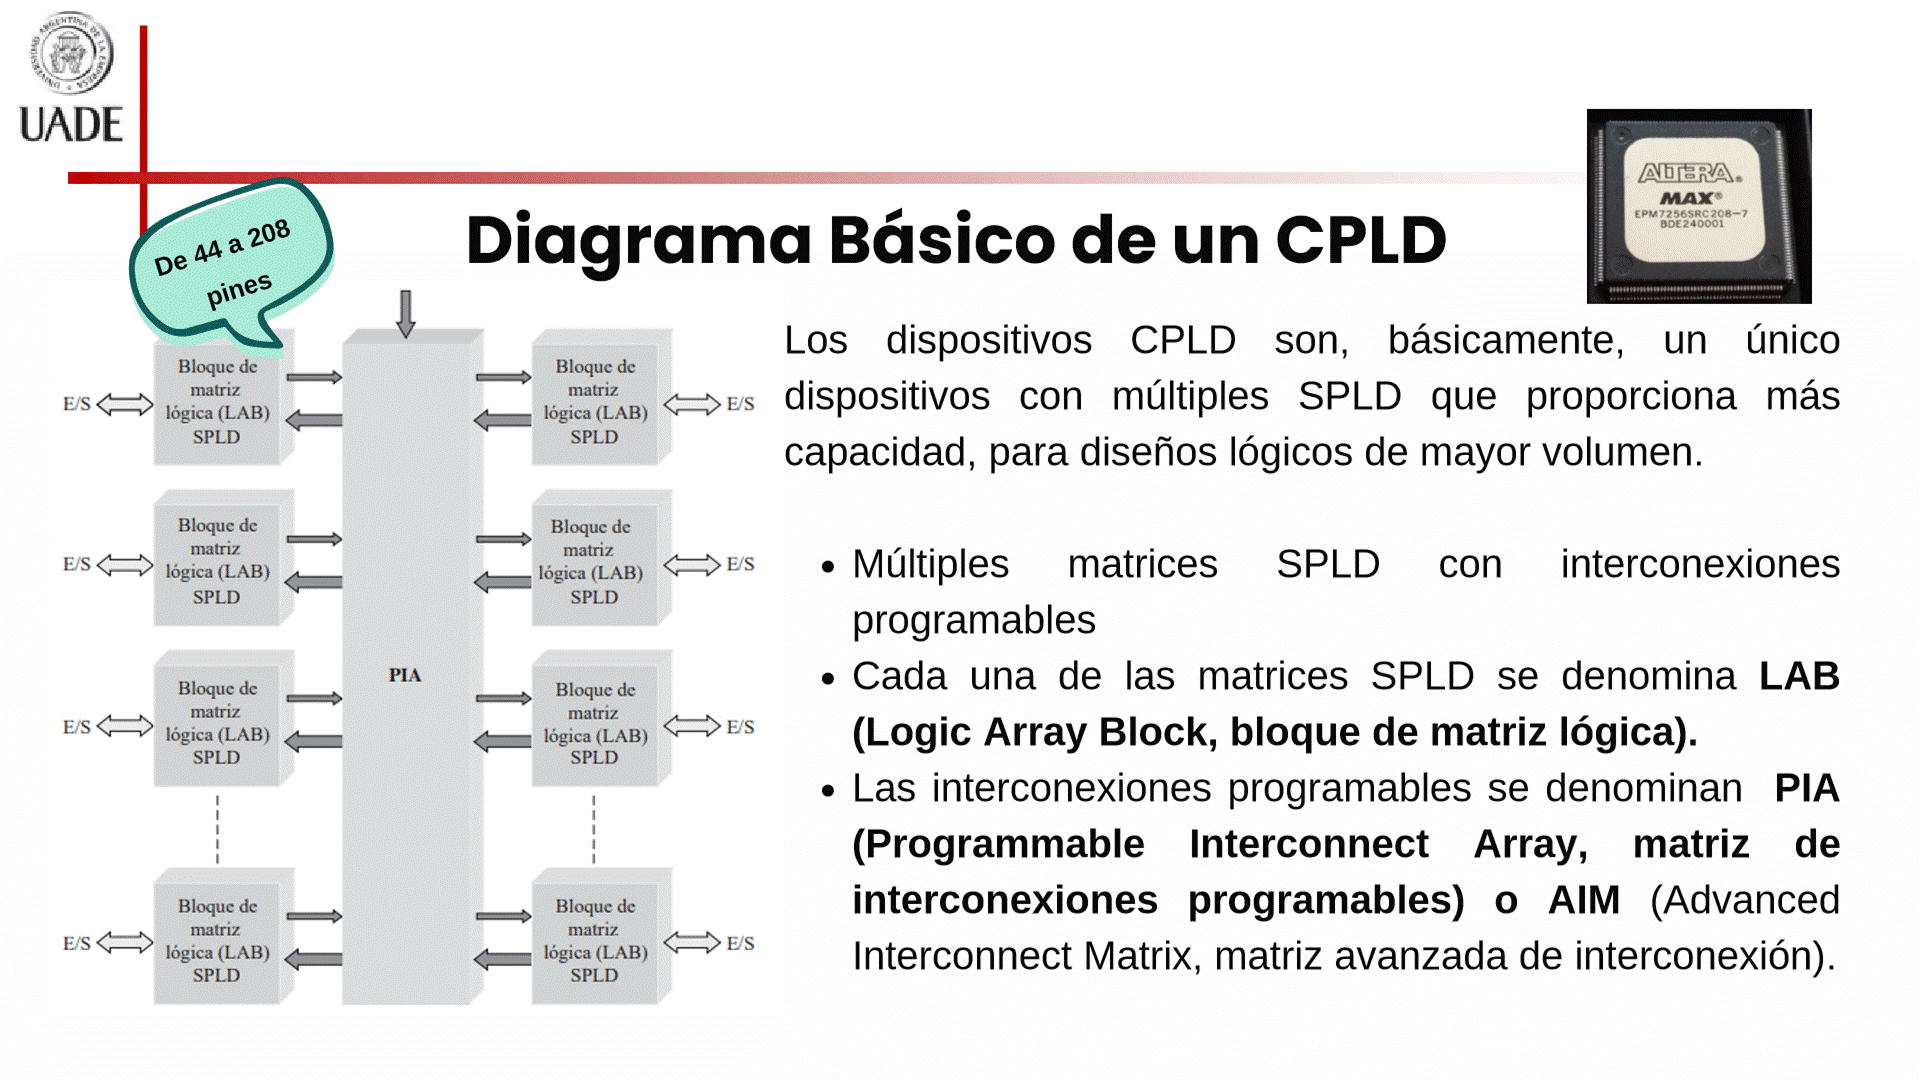 UNIVERSIDAD ARGENTINA DE LA EMPRESA
UADE
De 44 a 208
pines
Diagrama Básico de un CPLD
ALTERA®
MAX®
EPM7256SRC208-7
BDE240001
Bloque de
matriz
lógica (LAB)
SPLD
E/S
Bloque de
matriz
lógica (LAB)
SPLD
E/S
Bloque de
matriz
lógica (LAB)
SPLD
E/S
Bloque de
matriz
lógica (LAB)
SPLD
E/S
PIA
Bloque de
matriz
lógica (LAB)
SPLD
E/S
Bloque de
matriz
lógica (LAB)
SPLD
E/S
Bloque de
matriz
lógica (LAB)
SPLD
E/S
Bloque de
matriz
lógica (LAB)
SPLD
E/S
Los dispositivos CPLD son, básicamente, un único
dispositivos con múltiples SPLD que proporciona más
capacidad, para diseños lógicos de mayor volumen.
• Múltiples matrices SPLD con interconexiones
programables
• Cada una de las matrices SPLD se denomina LAB
(Logic Array Block, bloque de matriz lógica).
• Las interconexiones programables se denominan PIA
(Programmable Interconnect Array, matriz de
interconexiones programables) o AIM (Advanced
Interconnect Matrix, matriz avanzada de interconexión).